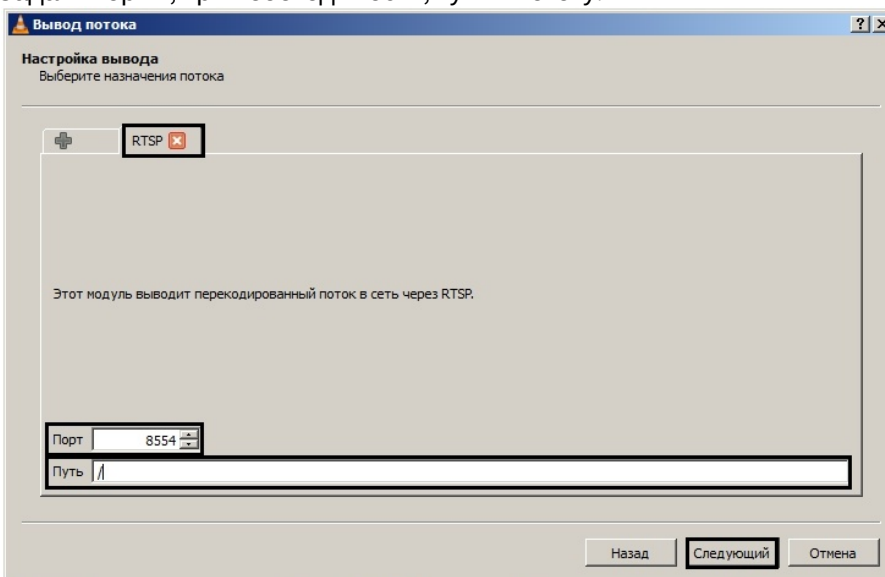 Вывод потока
Настройка вывода
Выберите назначения потока
RTSP
Этот модуль выводит перекодированный поток в сеть через RTSP.
Порт 8554
Путь /
Назад Следующий Отмена